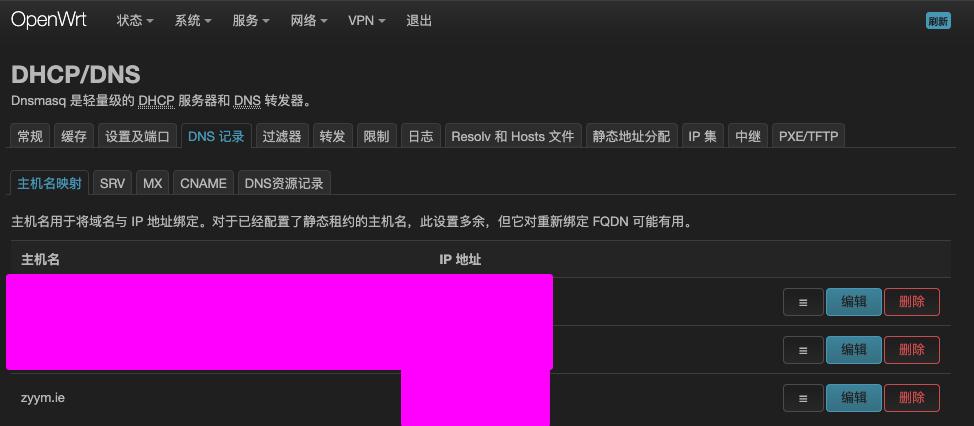 OpenWrt 状态 系统 服务 网络 VPN 退出 刷新
DHCP/DNS
Dnsmasq 是轻量级的 DHCP 服务器和 DNS 转发器。
常规 缓存 设置及端口 DNS 记录 过滤器 转发 限制 日志 Resolv 和 Hosts 文件 静态地址分配 IP 集 中继 PXE/TFTP
主机名映射 SRV MX CNAME DNS资源记录
主机名用于将域名与 IP 地址绑定。对于已经配置了静态租约的主机名，此设置多余，但它对重新绑定 FQDN 可能有用。
主机名 IP 地址
≡ 编辑 删除
≡ 编辑 删除
zyym.ie ≡ 编辑 删除